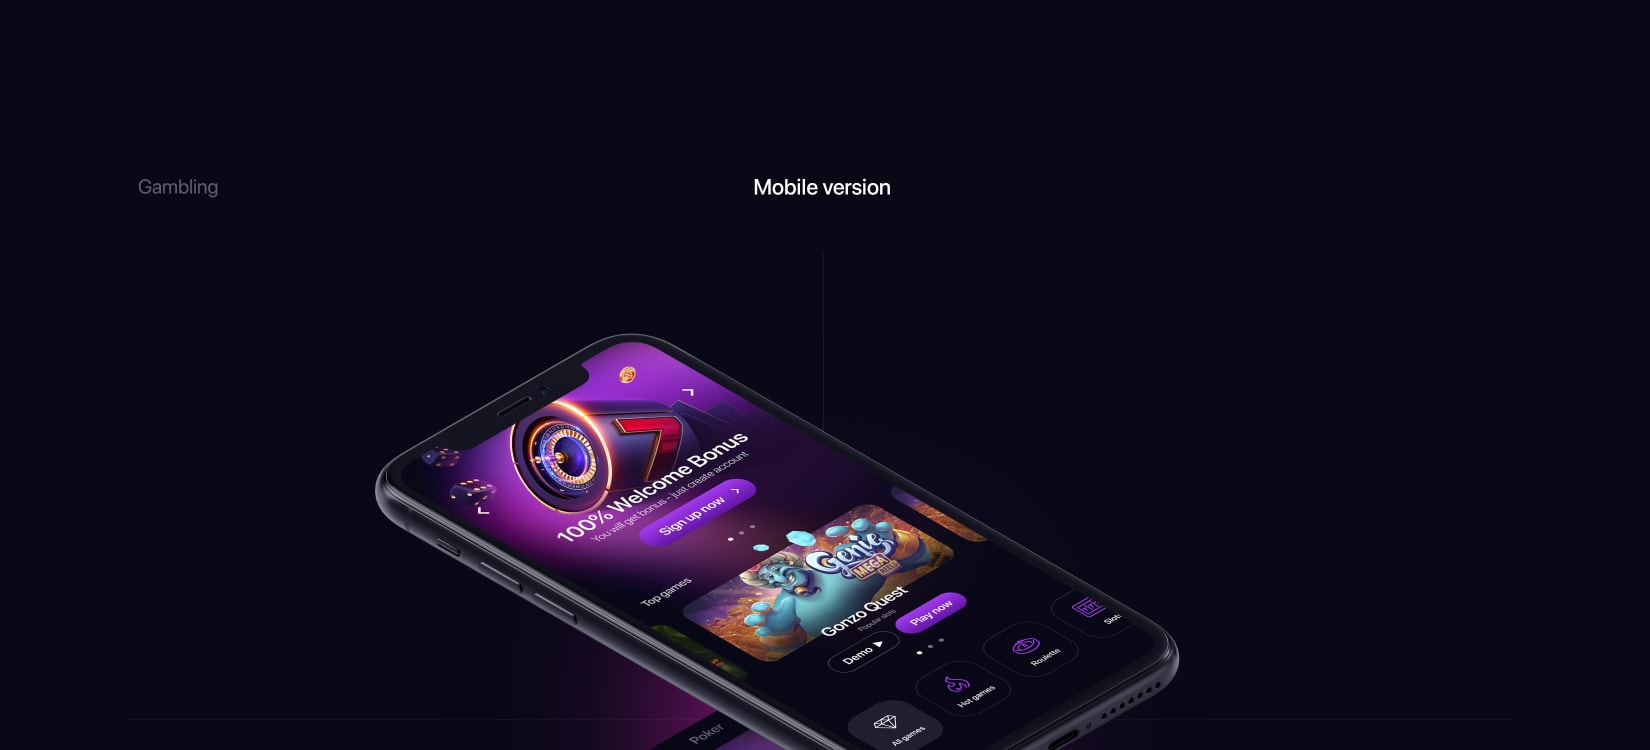 Gambling
Mobile version
100% Welcome Bonus
You will get bonus – just create account
Sign up now
Top games
Genie
MEGA
Gonzo Quest
Popular slots
Demo
Play now
Slots
Roulette
Hot games
All games
Poker